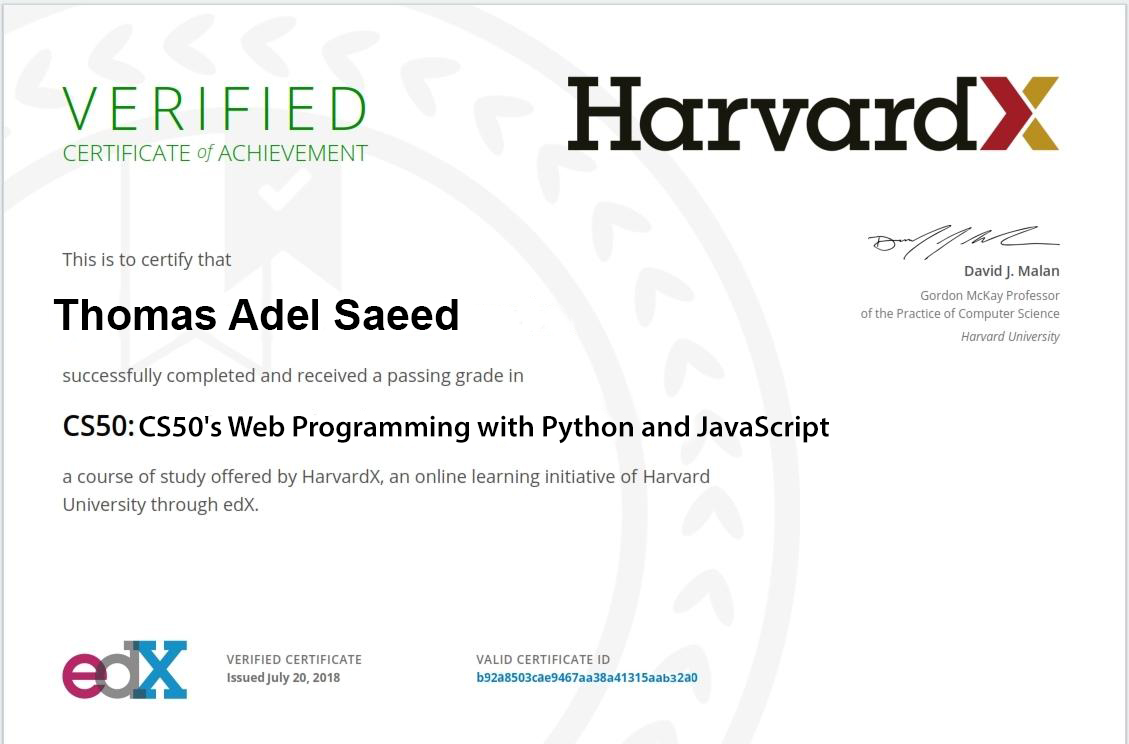 VERIFIED
CERTIFICATE of ACHIEVEMENT
HarvardX
This is to certify that
Thomas Adel Saeed
successfully completed and received a passing grade in
CS50: CS50's Web Programming with Python and JavaScript
a course of study offered by HarvardX, an online learning initiative of Harvard
University through edX.
David J. Malan
Gordon McKay Professor
of the Practice of Computer Science
Harvard University
edX
VERIFIED CERTIFICATE
Issued July 20, 2018
VALID CERTIFICATE ID
b92a8503cae9467aa38a41315aab32a0